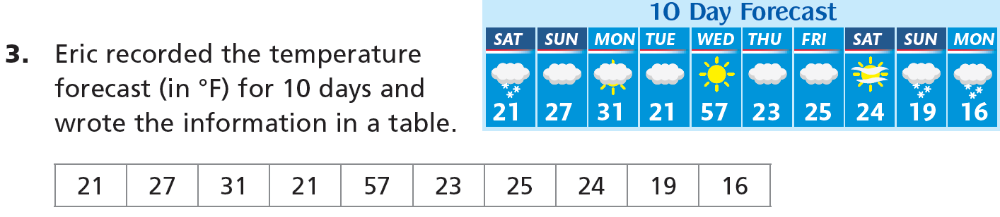 10 Day Forecast
SAT SUN MON TUE WED THU FRI SAT SUN MON
21 27 31 21 57 23 25 24 19 16
3. Eric recorded the temperature
forecast (in °F) for 10 days and
wrote the information in a table.
21 27 31 21 57 23 25 24 19 16